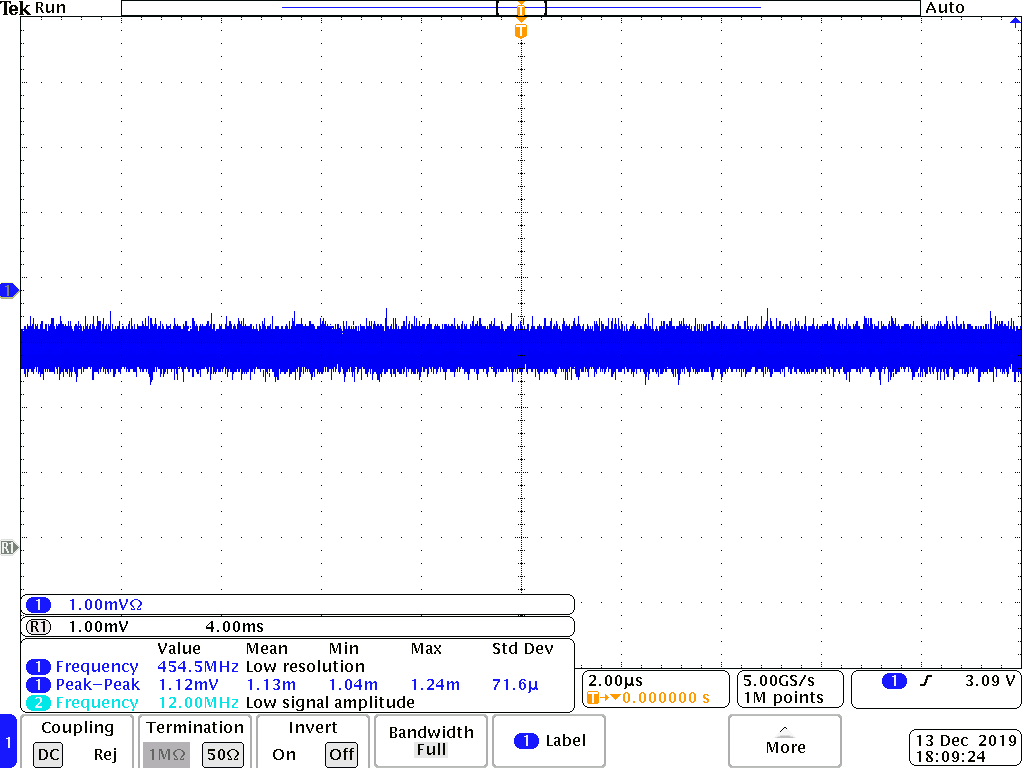 Tek Run Auto
T
T
1
R1
1 1.00mVΩ
R1 1.00mV 4.00ms
Value Mean Min Max Std Dev
1 Frequency 454.5MHz Low resolution
1 Peak−Peak 1.12mV 1.13m 1.04m 1.24m 71.6µ
2 Frequency 12.00MHz Low signal amplitude
2.00µs
T→▼0.000000 s
5.00GS/s
1M points
1 ƒ 3.09 V
1
Coupling
DC Rej
Termination
1MΩ 50Ω
Invert
On Off
Bandwidth
Full
1 Label
More
13 Dec 2019
18:09:24